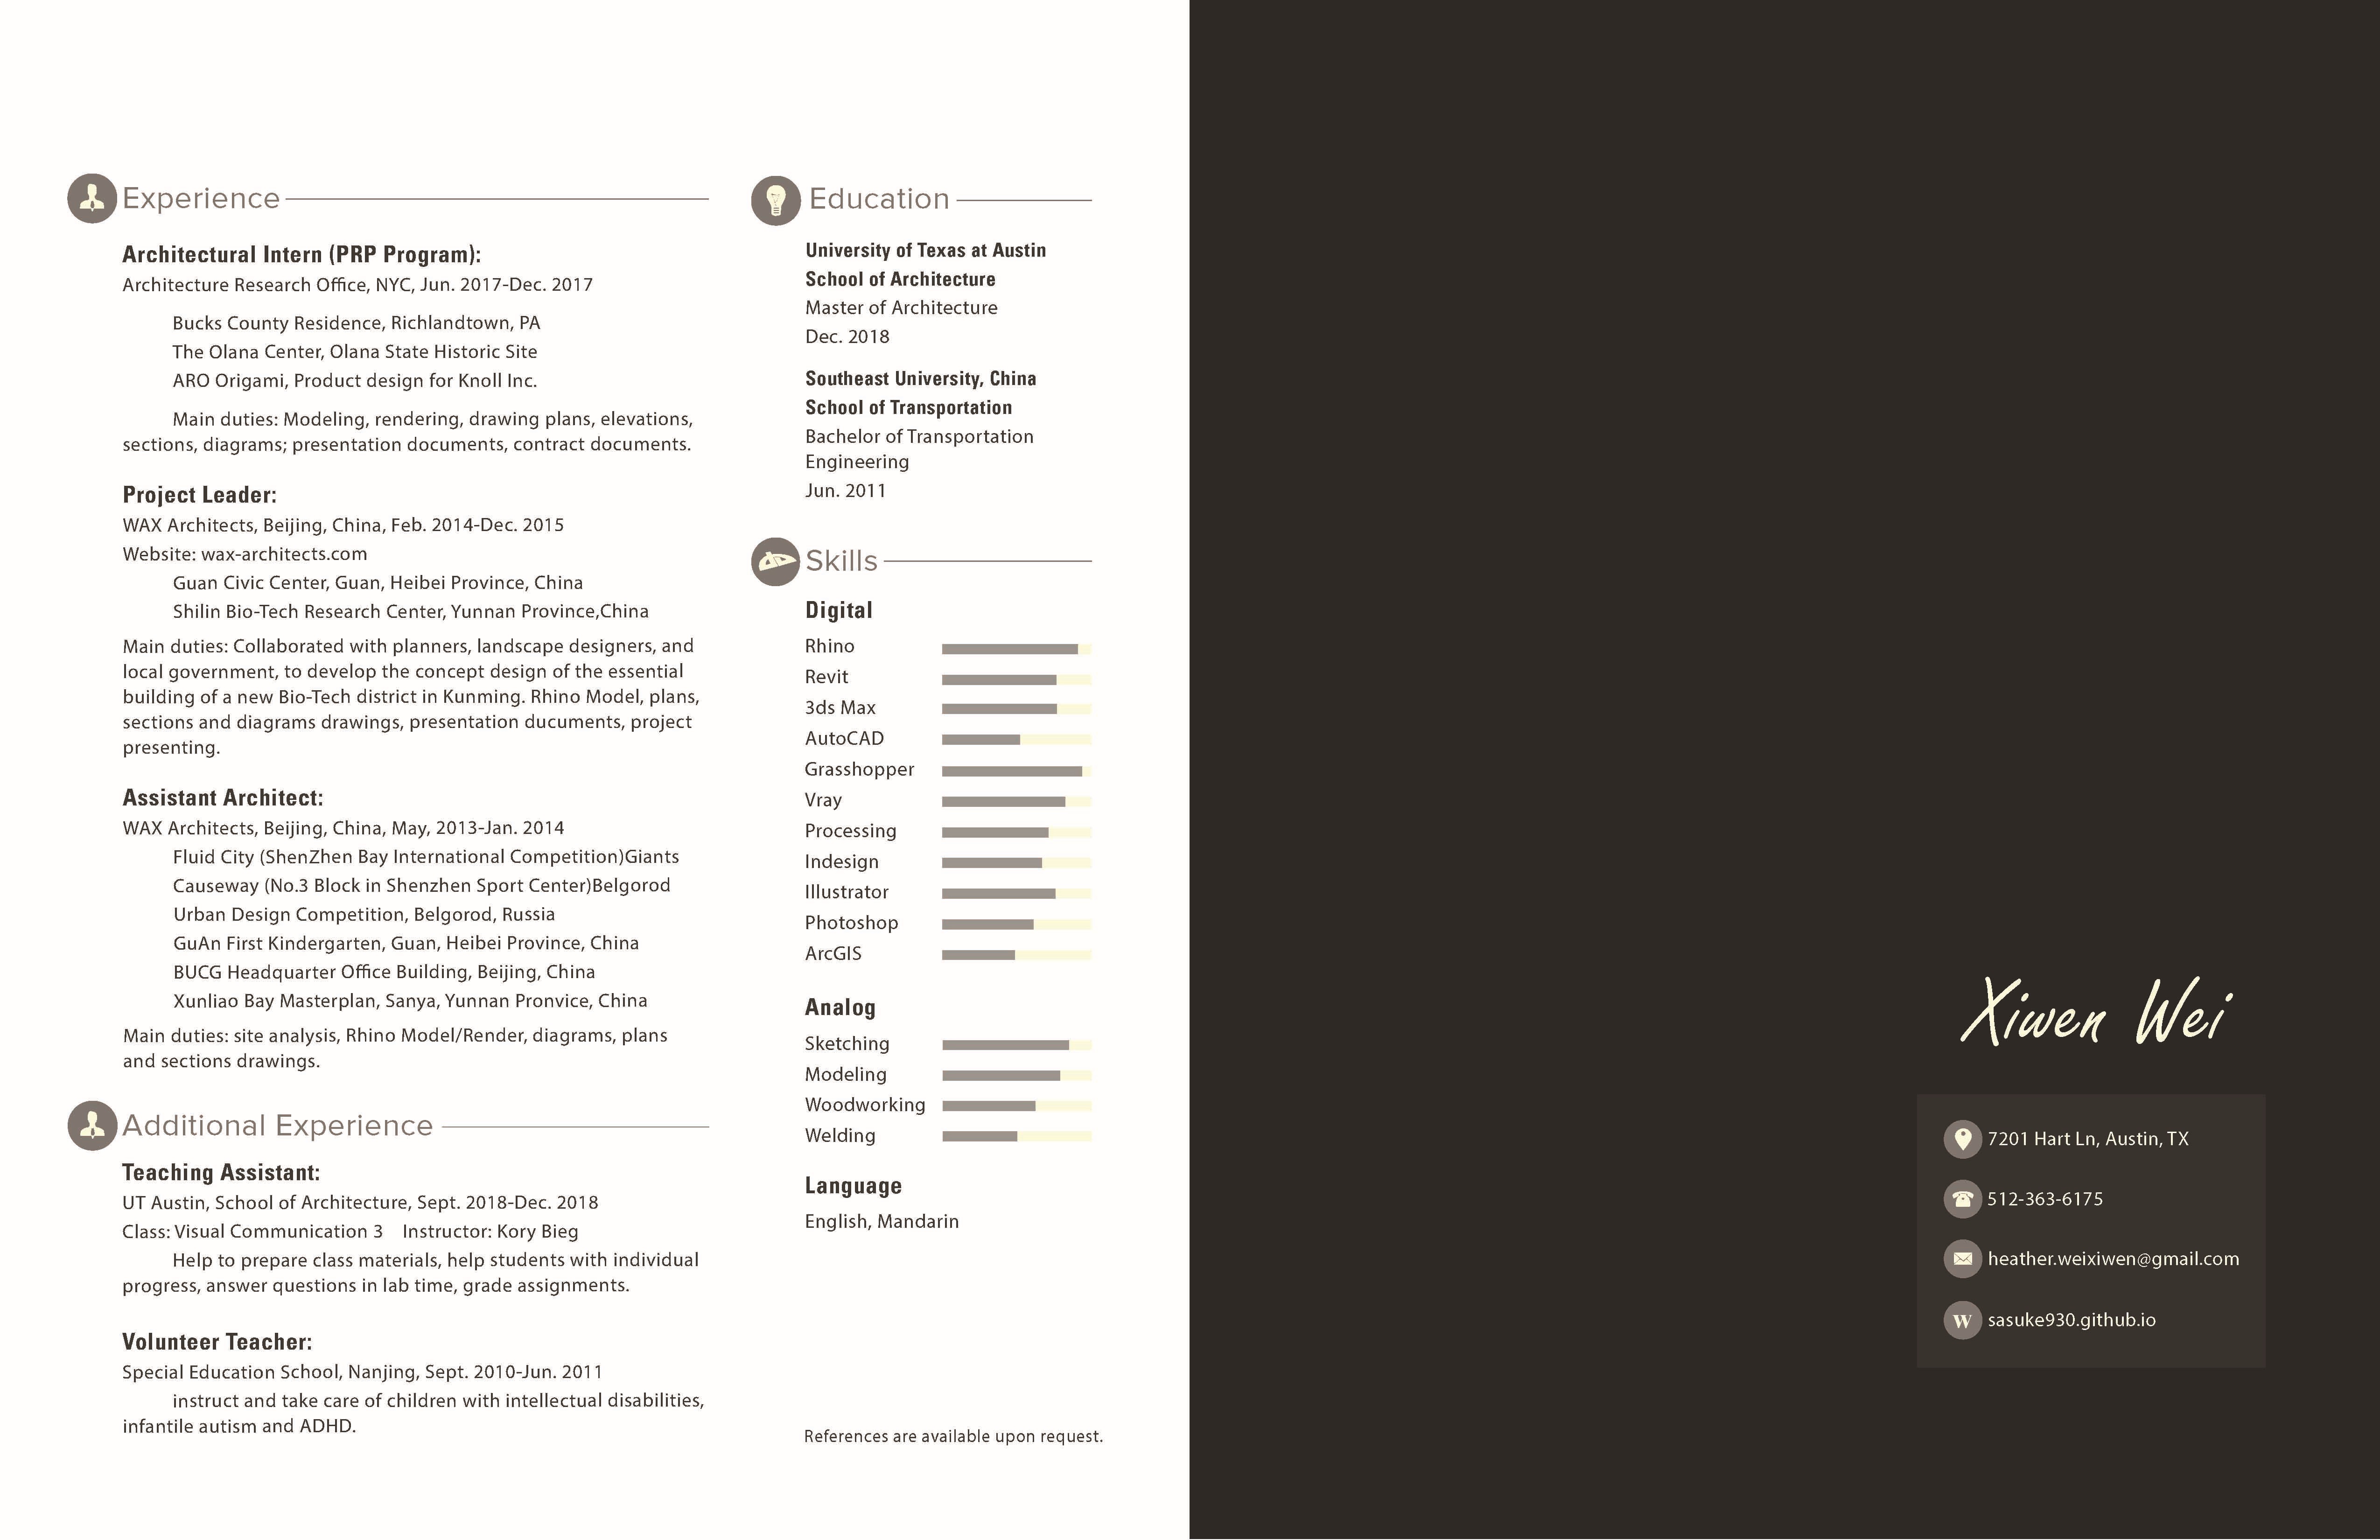 Experience
Architectural Intern (PRP Program):
Architecture Research Office, NYC, Jun. 2017-Dec. 2017
Bucks County Residence, Richlandtown, PA
The Olana Center, Olana State Historic Site
ARO Origami, Product design for Knoll Inc.
Main duties: Modeling, rendering, drawing plans, elevations,
sections, diagrams; presentation documents, contract documents.
Project Leader:
WAX Architects, Beijing, China, Feb. 2014-Dec. 2015
Website: wax-architects.com
Guan Civic Center, Guan, Heibei Province, China
Shilin Bio-Tech Research Center, Yunnan Province,China
Main duties: Collaborated with planners, landscape designers, and
local government, to develop the concept design of the essential
building of a new Bio-Tech district in Kunming. Rhino Model, plans,
sections and diagrams drawings, presentation ducuments, project
presenting.
Assistant Architect:
WAX Architects, Beijing, China, May, 2013-Jan. 2014
Fluid City (ShenZhen Bay International Competition)Giants
Causeway (No.3 Block in Shenzhen Sport Center)Belgorod
Urban Design Competition, Belgorod, Russia
GuAn First Kindergarten, Guan, Heibei Province, China
BUCG Headquarter Office Building, Beijing, China
Xunliao Bay Masterplan, Sanya, Yunnan Pronvice, China
Main duties: site analysis, Rhino Model/Render, diagrams, plans
and sections drawings.
Additional Experience
Teaching Assistant:
UT Austin, School of Architecture, Sept. 2018-Dec. 2018
Class: Visual Communication 3 Instructor: Kory Bieg
Help to prepare class materials, help students with individual
progress, answer questions in lab time, grade assignments.
Volunteer Teacher:
Special Education School, Nanjing, Sept. 2010-Jun. 2011
instruct and take care of children with intellectual disabilities,
infantile autism and ADHD.
Education
University of Texas at Austin
School of Architecture
Master of Architecture
Dec. 2018
Southeast University, China
School of Transportation
Bachelor of Transportation
Engineering
Jun. 2011
Skills
Digital
Rhino
Revit
3ds Max
AutoCAD
Grasshopper
Vray
Processing
Indesign
Illustrator
Photoshop
ArcGIS
Analog
Sketching
Modeling
Woodworking
Welding
Language
English, Mandarin
References are available upon request.
Xiwen Wei
7201 Hart Ln, Austin, TX
512-363-6175
heather.weixiwen@gmail.com
W sasuke930.github.io